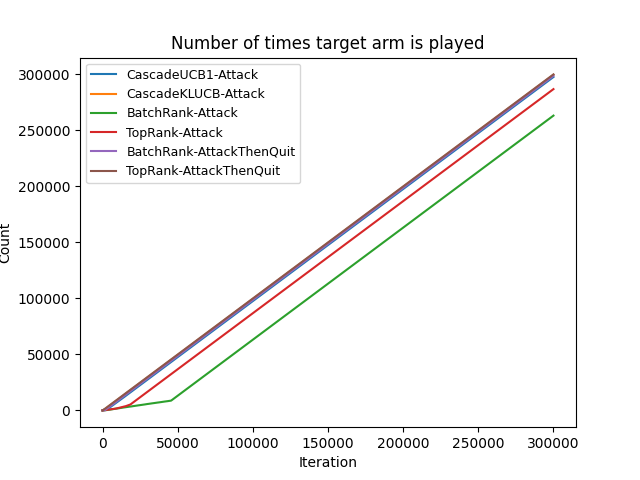 Number of times target arm is played
300000
250000
200000
150000
100000
50000
0
Count
CascadeUCB1-Attack
CascadeKLUCB-Attack
BatchRank-Attack
TopRank-Attack
BatchRank-AttackThenQuit
TopRank-AttackThenQuit
0 50000 100000 150000 200000 250000 300000
Iteration